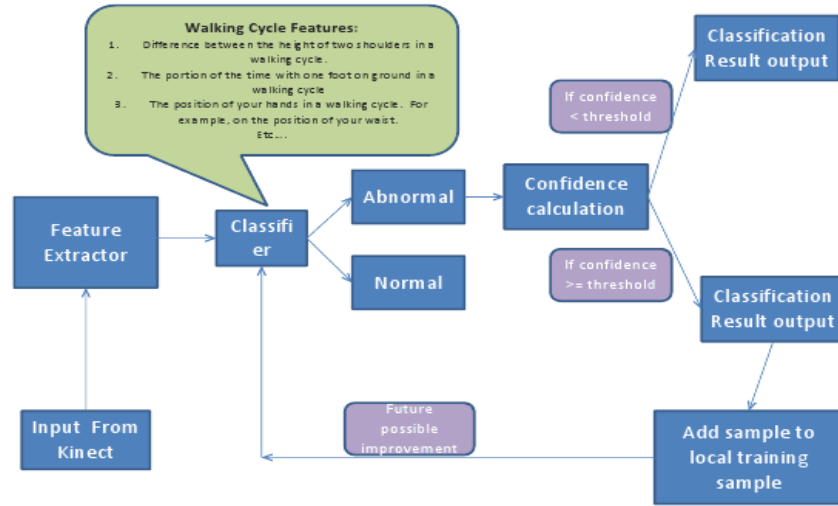 Walking Cycle Features:
1. Difference between the height of two shoulders in a
walking cycle.
2. The portion of the time with one foot on ground in a
walking cycle
3. The position of your hands in a walking cycle. For
example, on the position of your waist.
Etc....
Classification
Result output
If confidence
< threshold
Feature
Extractor
Classifi
er
Abnormal
Confidence
calculation
Normal
If confidence
>= threshold
Classification
Result output
Input From
Kinect
Future
possible
improvement
Add sample to
local training
sample